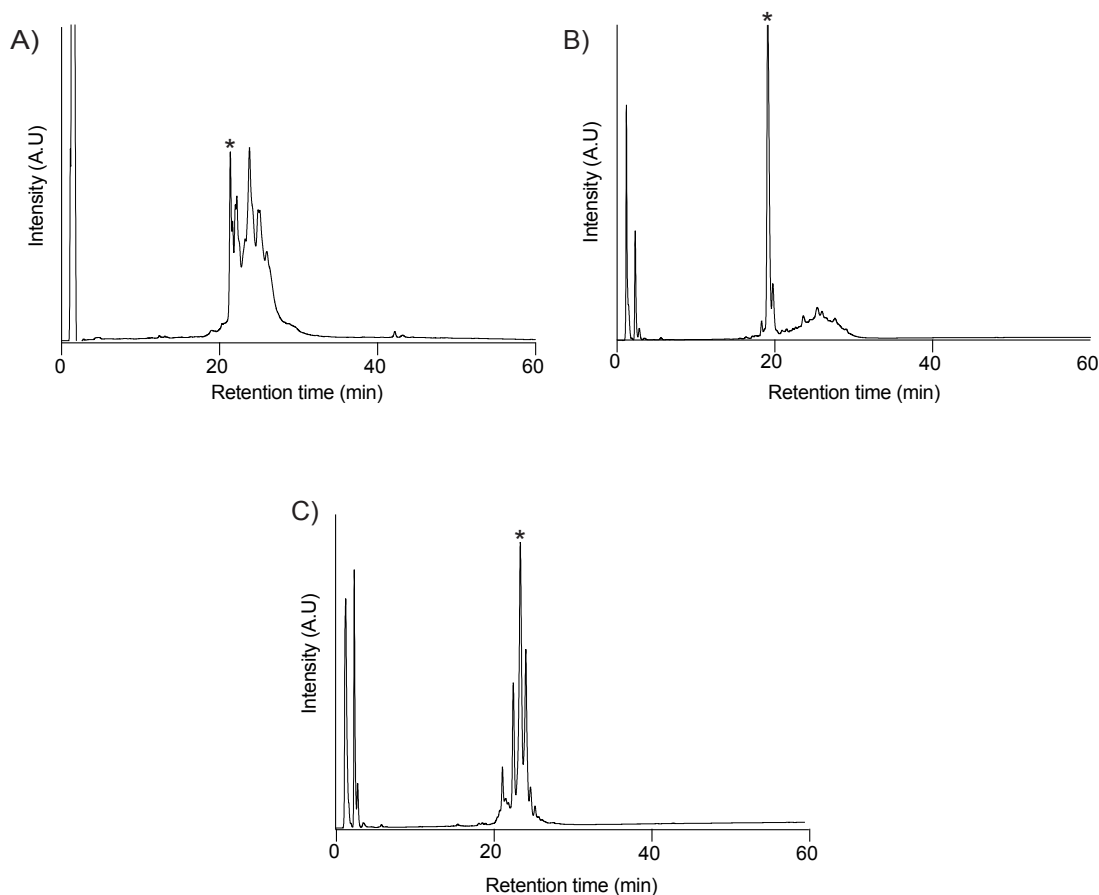 A)
*
Intensity (A.U)
0
20
40
60
Retention time (min)
B)
*
Intensity (A.U)
0
20
40
60
Retention time (min)
C)
*
Intensity (A.U)
0
20
40
60
Retention time (min)